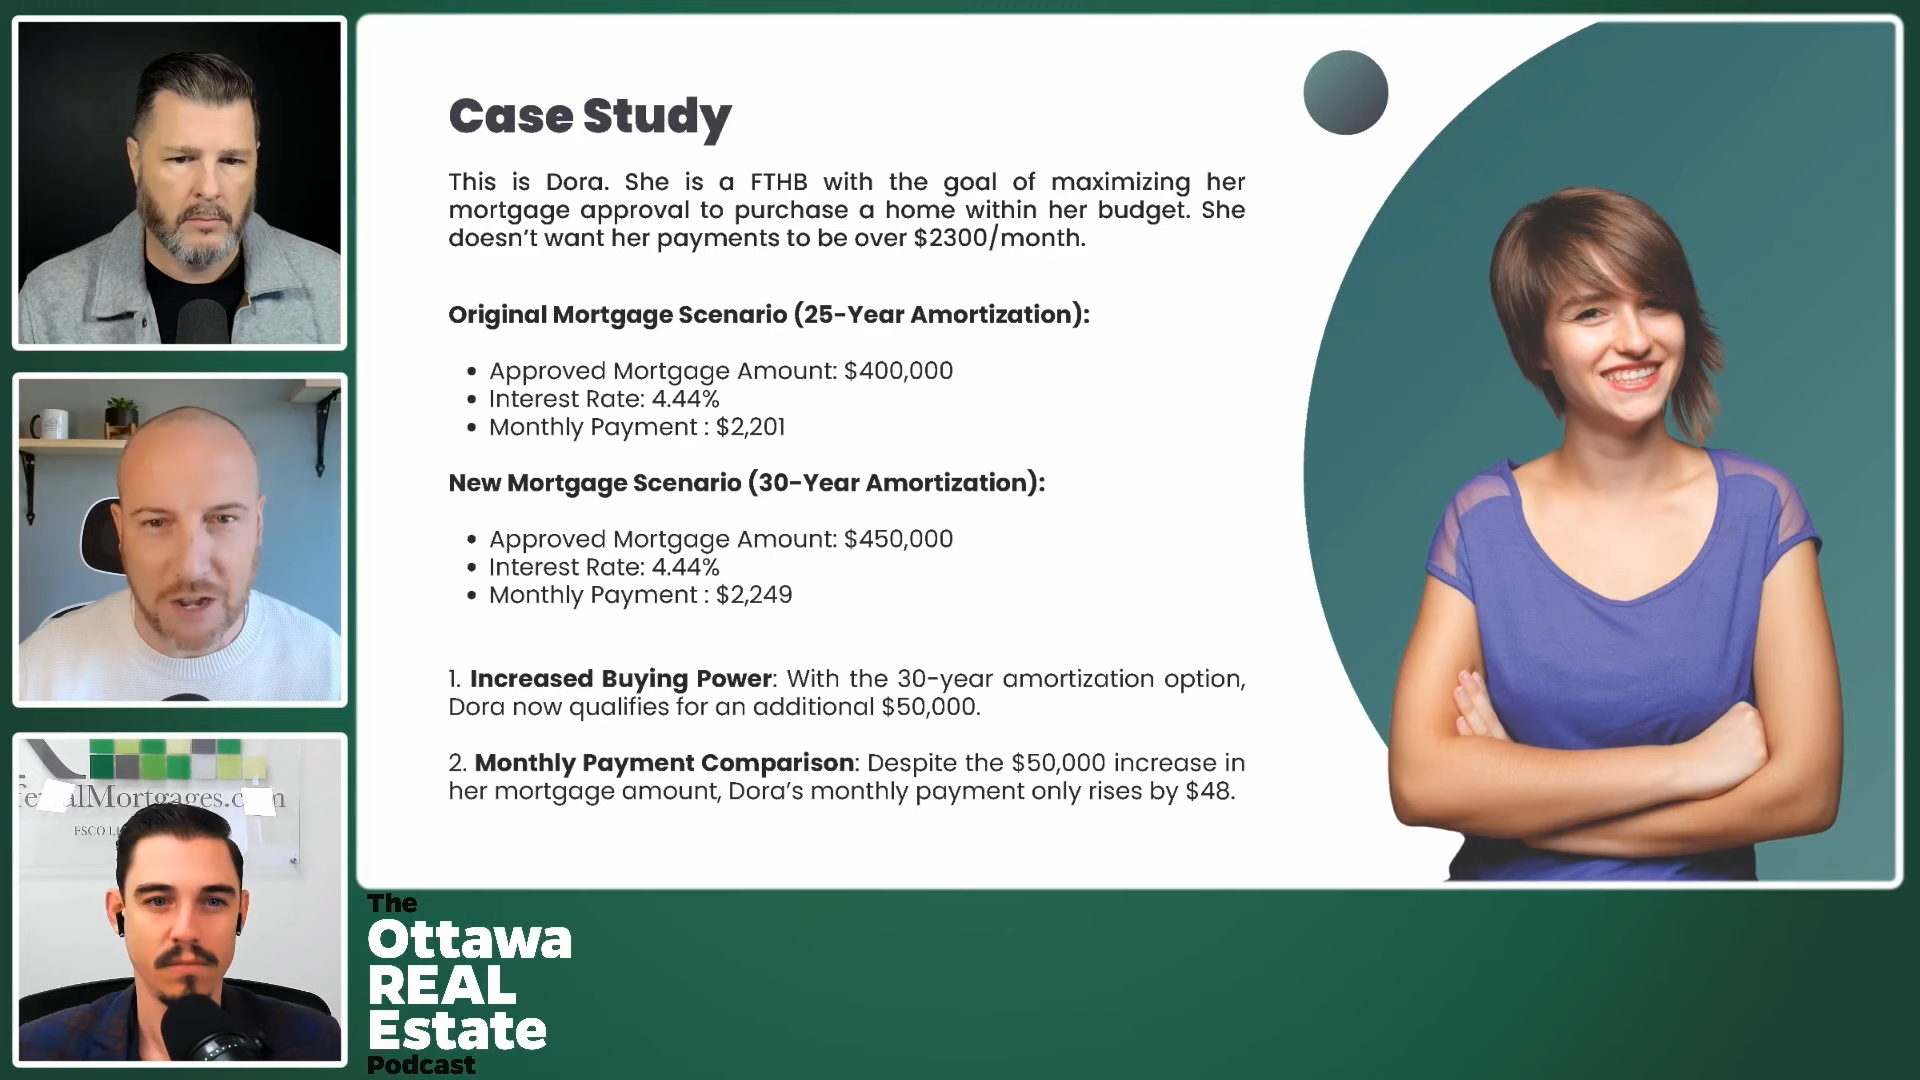 Case Study
This is Dora. She is a FTHB with the goal of maximizing her
mortgage approval to purchase a home within her budget. She
doesn't want her payments to be over $2300/month.
Original Mortgage Scenario (25-Year Amortization):
• Approved Mortgage Amount: $400,000
• Interest Rate: 4.44%
• Monthly Payment : $2,201
New Mortgage Scenario (30-Year Amortization):
• Approved Mortgage Amount: $450,000
• Interest Rate: 4.44%
• Monthly Payment : $2,249
1. Increased Buying Power: With the 30-year amortization option,
Dora now qualifies for an additional $50,000.
2. Monthly Payment Comparison: Despite the $50,000 increase in
her mortgage amount, Dora's monthly payment only rises by $48.
The
Ottawa
REAL
Estate
Podcast